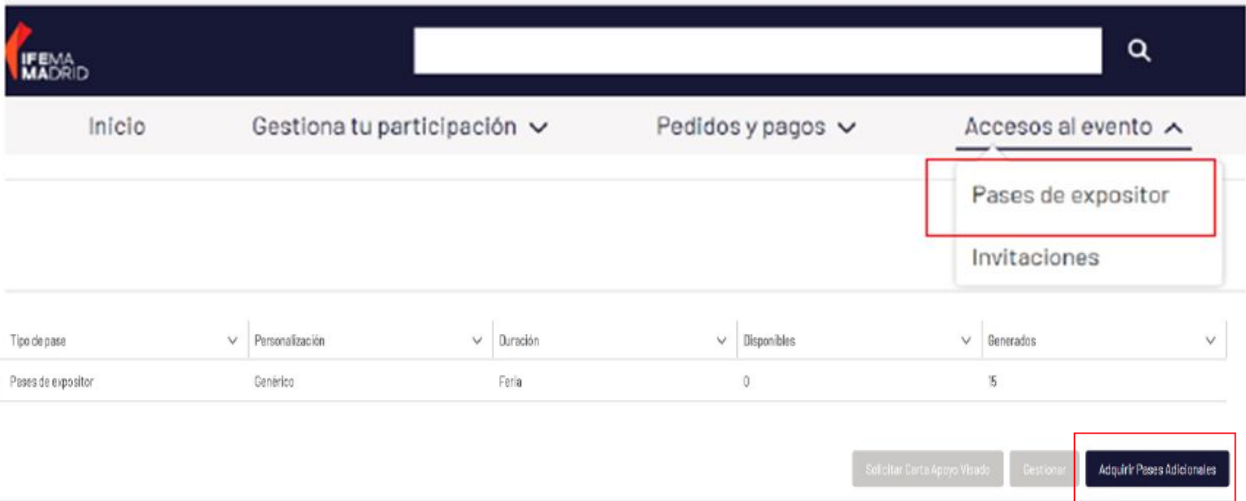 IFEMA
MADRID
Inicio Gestiona tu participación Pedidos y pagos Accesos al evento
Pases de expositor
Invitaciones
Tipo de pase Personalización Duración Disponibles Generados
Pases de expositor Genérico Feria 0 15
Solicitar Carta Apoyo Visado Gestionar Adquirir Pases Adicionales